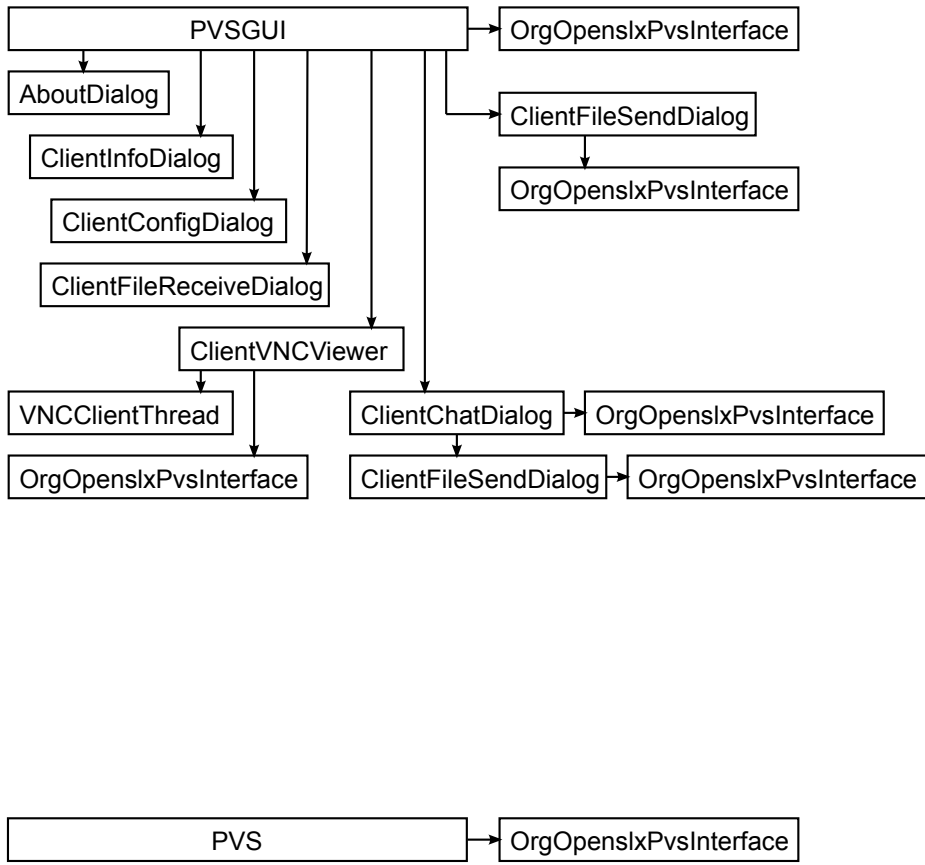 PVSGUI
OrgOpenslxPvsInterface
AboutDialog
ClientFileSendDialog
ClientInfoDialog
OrgOpenslxPvsInterface
ClientConfigDialog
ClientFileReceiveDialog
ClientVNCViewer
VNCClientThread
ClientChatDialog
OrgOpenslxPvsInterface
OrgOpenslxPvsInterface
ClientFileSendDialog
OrgOpenslxPvsInterface
PVS
OrgOpenslxPvsInterface